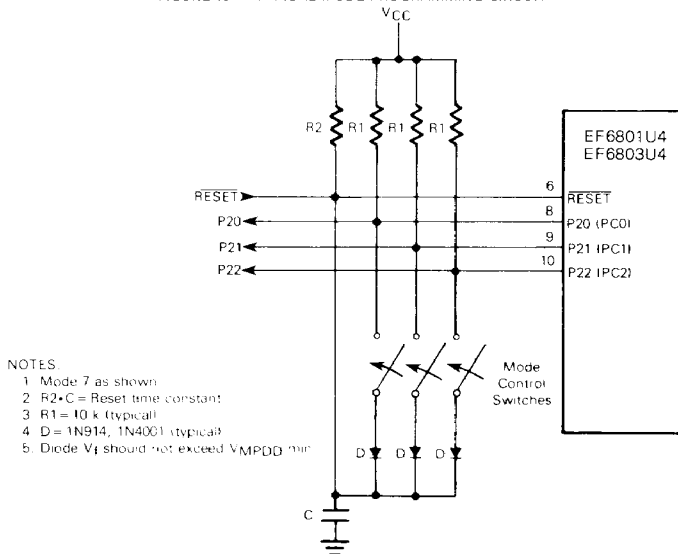 VCC
R2 R1 R1 R1
EF6801U4
EF6803U4
RESET 6 RESET
P20 8 P20 (PC0)
P21 9 P21 (PC1)
P22 10 P22 (PC2)
Mode
Control
Switches
NOTES:
1 Mode 7 as shown
2 R2•C = Reset time constant
3 R1 = 10 k (typical)
4 D = 1N914, 1N4001 (typical)
5. Diode Vf should not exceed VMPDD min
D D D
C